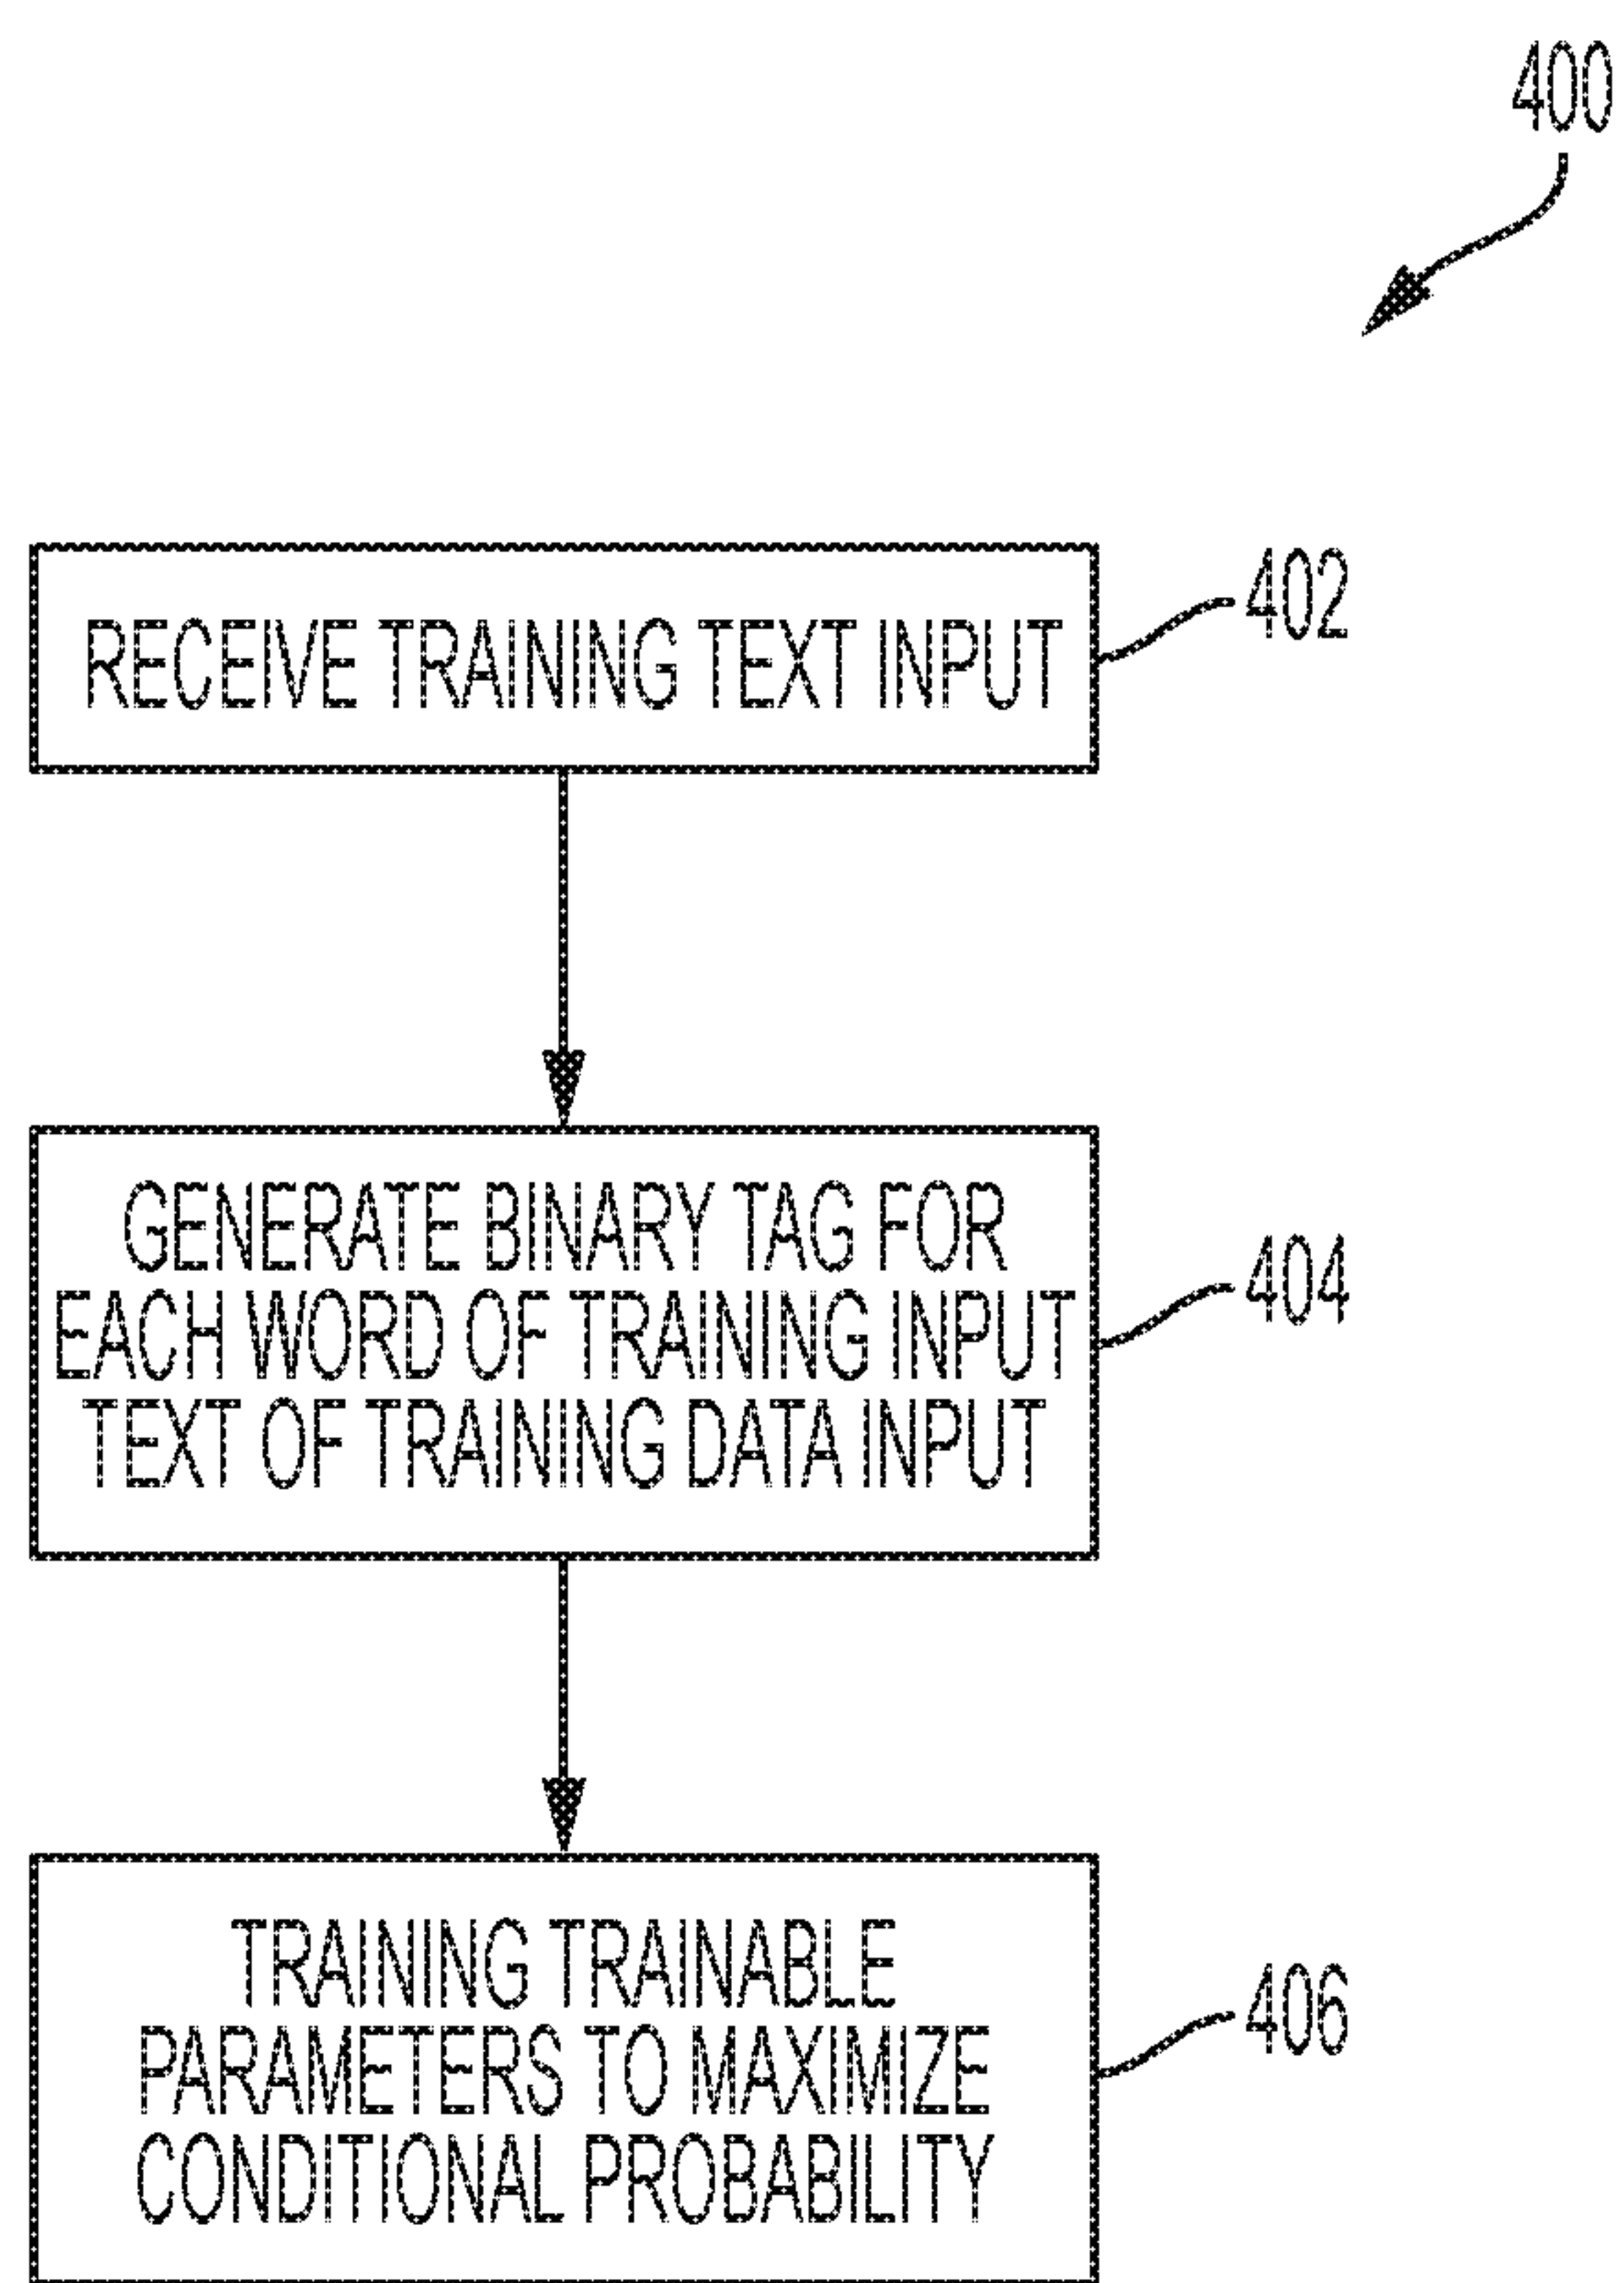 400
RECEIVE TRAINING TEXT INPUT
402
GENERATE BINARY TAG FOR
EACH WORD OF TRAINING INPUT
TEXT OF TRAINING DATA INPUT
404
TRAINING TRAINABLE
PARAMETERS TO MAXIMIZE
CONDITIONAL PROBABILITY
406